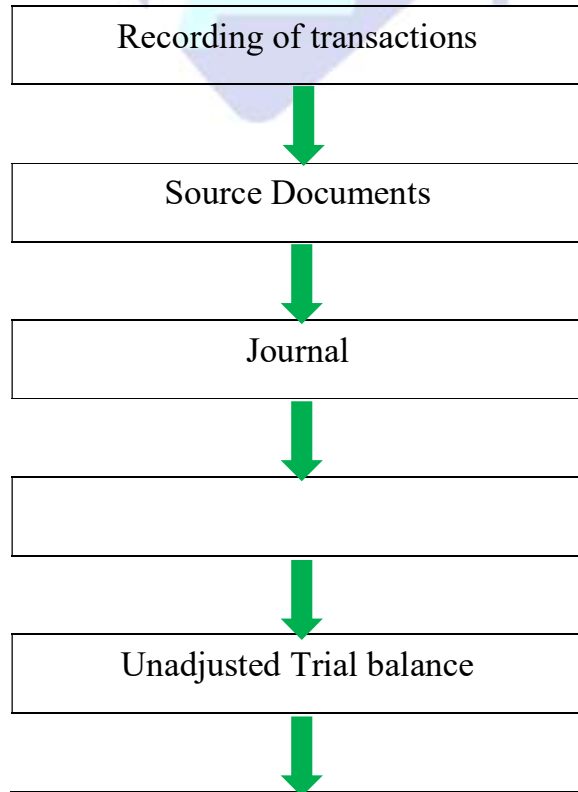 Recording of transactions
Source Documents
Journal
Unadjusted Trial balance